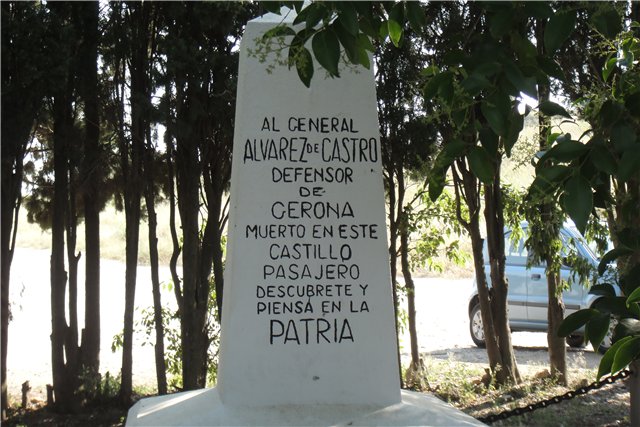 AL GENERAL
ALVAREZ DE CASTRO
DEFENSOR
DE
GERONA
MUERTO EN ESTE
CASTILLO
PASAJERO
DESCUBRETE Y
PIENSA EN LA
PATRIA